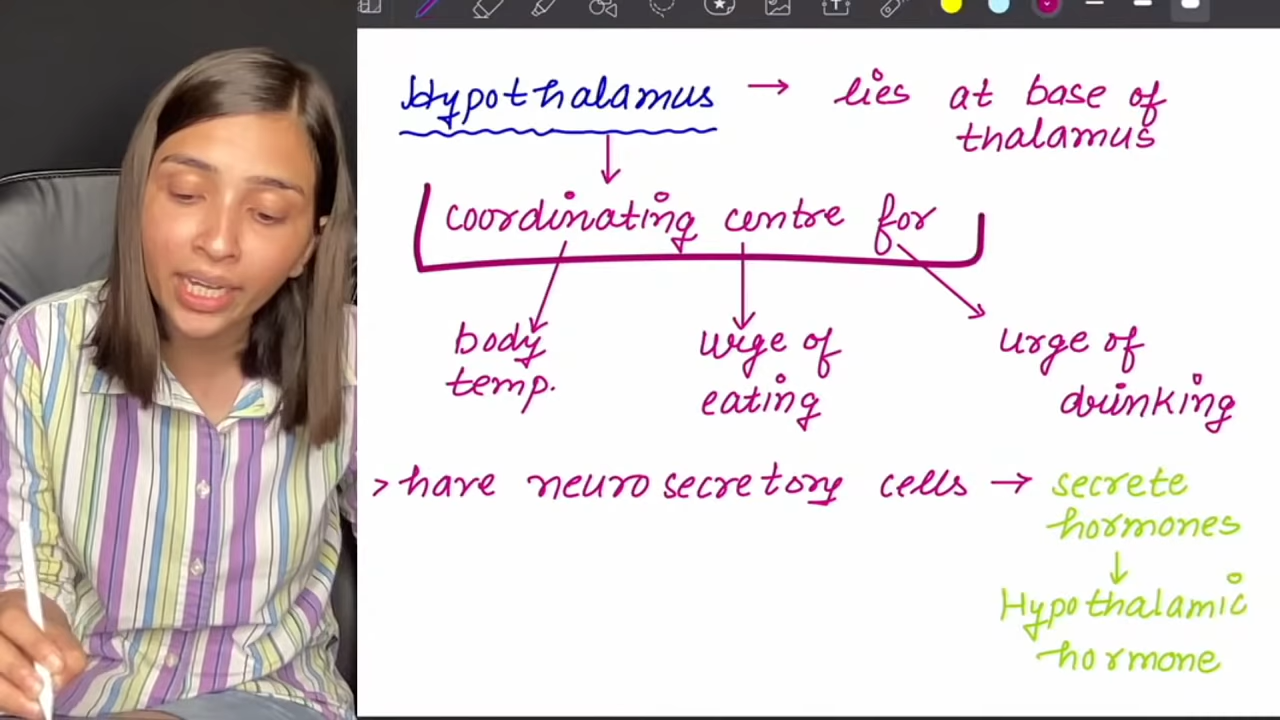 Hypothalamus → lies at base of
thalamus
coordinating centre for
body
temp.
urge of
eating
urge of
drinking
> have neurosecretory cells → secrete
hormones
Hypothalamic
hormone